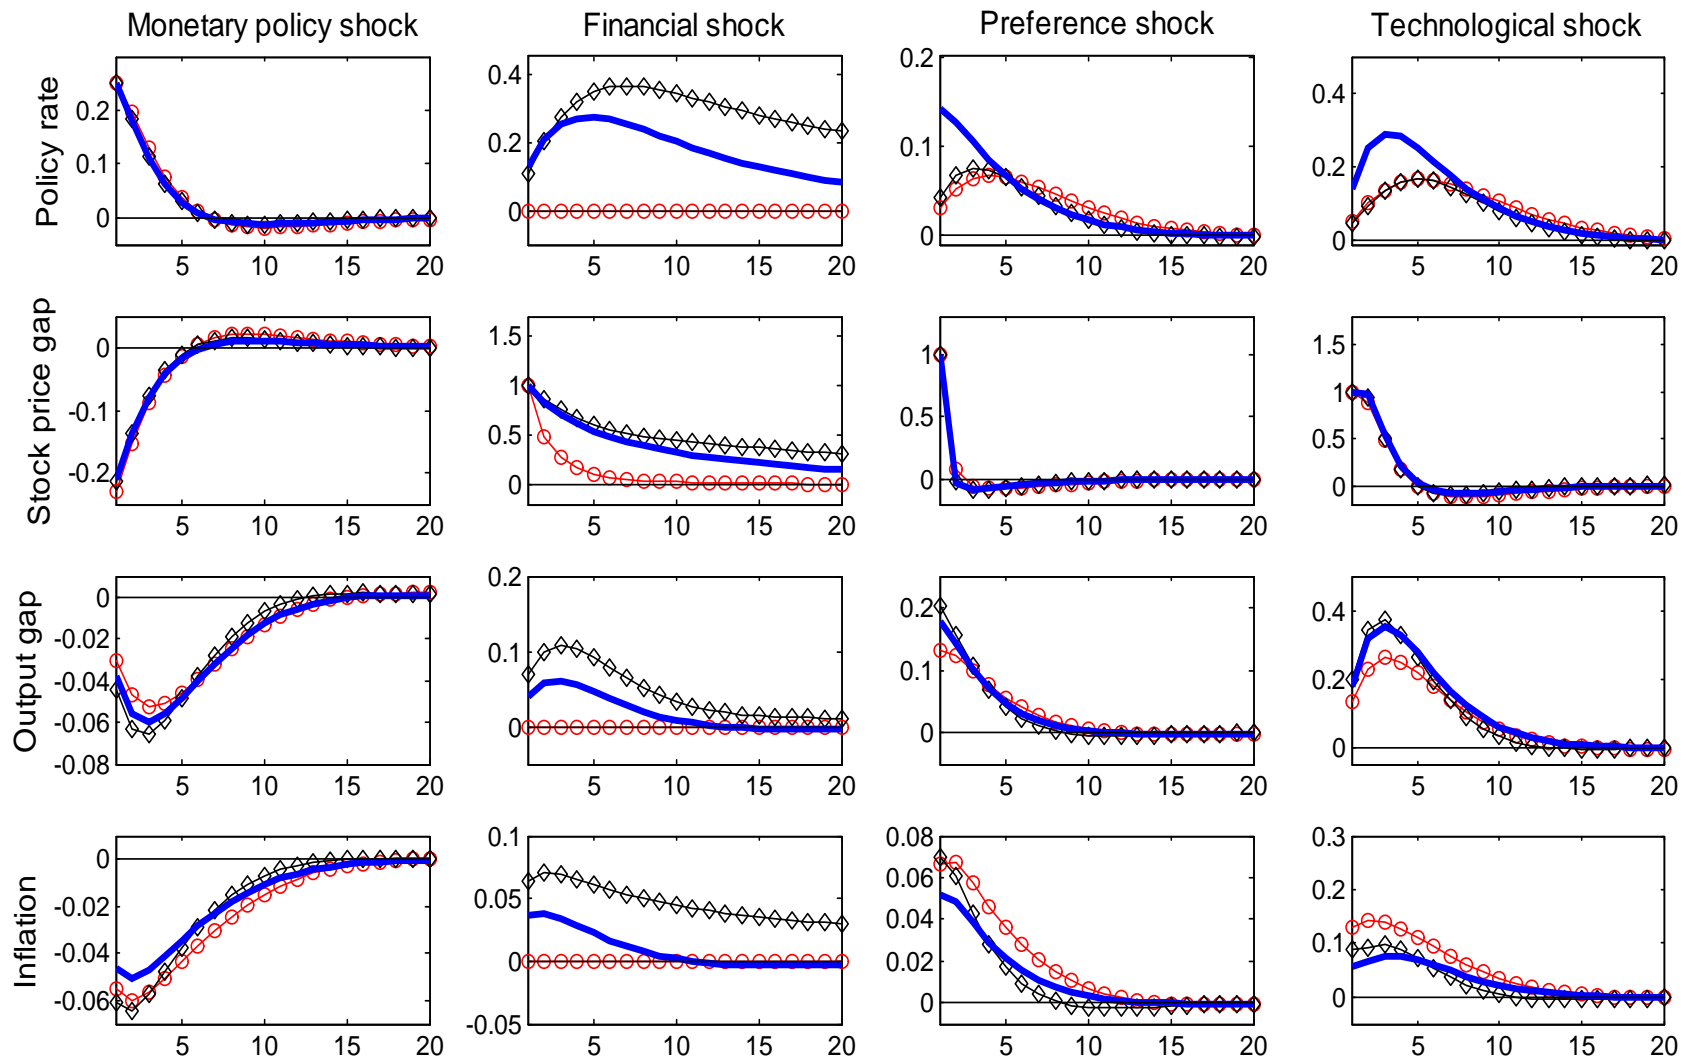 Monetary policy shock Financial shock Preference shock Technological shock
Policy rate
0.2
0.1
0
5 10 15 20
0.4
0.2
0
5 10 15 20
0.2
0.1
0
5 10 15 20
0.4
0.2
0
5 10 15 20
Stock price gap
0
-0.1
-0.2
5 10 15 20
1.5
1
0.5
0
5 10 15 20
1
0.5
0
5 10 15 20
1.5
1
0.5
0
5 10 15 20
Output gap
0
-0.02
-0.04
-0.06
-0.08
5 10 15 20
0.2
0.1
0
5 10 15 20
0.2
0.1
0
5 10 15 20
0.4
0.2
0
5 10 15 20
Inflation
0
-0.02
-0.04
-0.06
5 10 15 20
0.1
0.05
0
-0.05
5 10 15 20
0.08
0.06
0.04
0.02
0
5 10 15 20
0.3
0.2
0.1
0
5 10 15 20